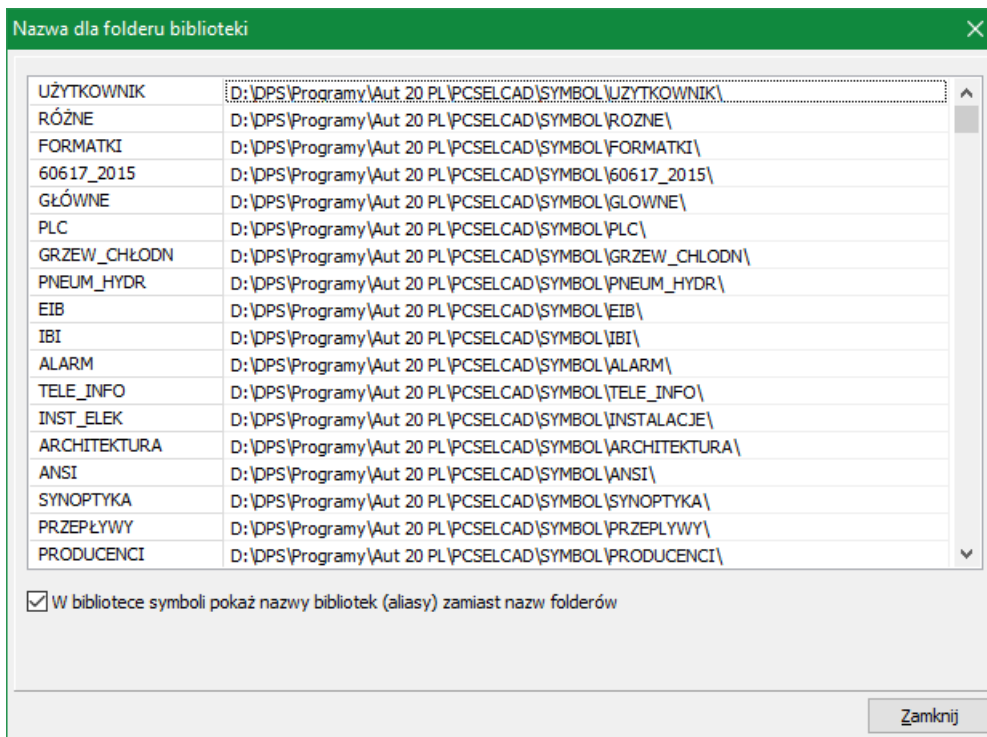 Nazwa dla folderu biblioteki
UŻYTKOWNIK D:\DPS\Programy\Aut 20 PL\PCSELCAD\SYMBOL\UZYTKOWNIK\
RÓŻNE D:\DPS\Programy\Aut 20 PL\PCSELCAD\SYMBOL\ROZNE\
FORMATKI D:\DPS\Programy\Aut 20 PL\PCSELCAD\SYMBOL\FORMATKI\
60617_2015 D:\DPS\Programy\Aut 20 PL\PCSELCAD\SYMBOL\60617_2015\
GŁÓWNE D:\DPS\Programy\Aut 20 PL\PCSELCAD\SYMBOL\GLOWNE\
PLC D:\DPS\Programy\Aut 20 PL\PCSELCAD\SYMBOL\PLC\
GRZEW_CHŁODN D:\DPS\Programy\Aut 20 PL\PCSELCAD\SYMBOL\GRZEW_CHLODN\
PNEUM_HYDR D:\DPS\Programy\Aut 20 PL\PCSELCAD\SYMBOL\PNEUM_HYDR\
EIB D:\DPS\Programy\Aut 20 PL\PCSELCAD\SYMBOL\EIB\
IBI D:\DPS\Programy\Aut 20 PL\PCSELCAD\SYMBOL\IBI\
ALARM D:\DPS\Programy\Aut 20 PL\PCSELCAD\SYMBOL\ALARM\
TELE_INFO D:\DPS\Programy\Aut 20 PL\PCSELCAD\SYMBOL\TELE_INFO\
INST_ELEK D:\DPS\Programy\Aut 20 PL\PCSELCAD\SYMBOL\INSTALACJE\
ARCHITEKTURA D:\DPS\Programy\Aut 20 PL\PCSELCAD\SYMBOL\ARCHITEKTURA\
ANSI D:\DPS\Programy\Aut 20 PL\PCSELCAD\SYMBOL\ANSI\
SYNOPTYKA D:\DPS\Programy\Aut 20 PL\PCSELCAD\SYMBOL\SYNOPTYKA\
PRZEPŁYWY D:\DPS\Programy\Aut 20 PL\PCSELCAD\SYMBOL\PRZEPLYWY\
PRODUCENCI D:\DPS\Programy\Aut 20 PL\PCSELCAD\SYMBOL\PRODUCENCI\
W bibliotece symboli pokaż nazwy bibliotek (aliasy) zamiast nazw folderów
Zamknij